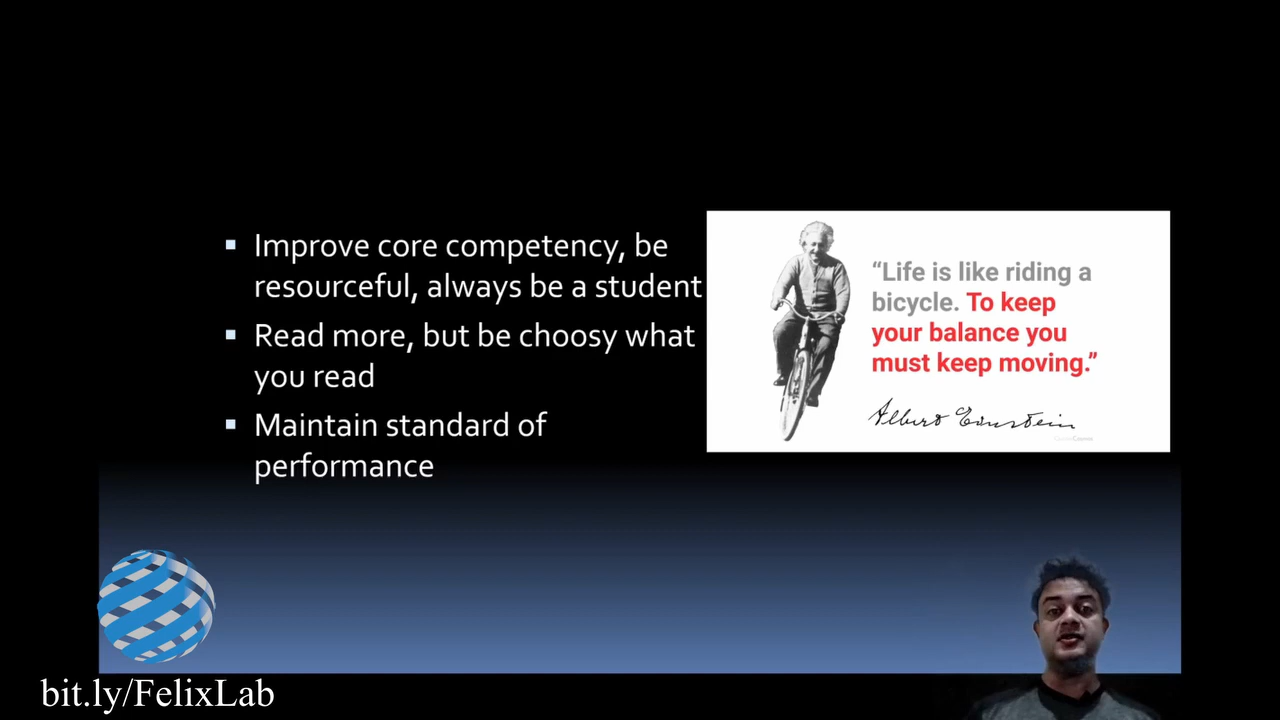 Improve core competency, be
resourceful, always be a student
Read more, but be choosy what
you read
Maintain standard of
performance
“Life is like riding a
bicycle. To keep
your balance you
must keep moving.”
Albert Einstein
bit.ly/FelixLab